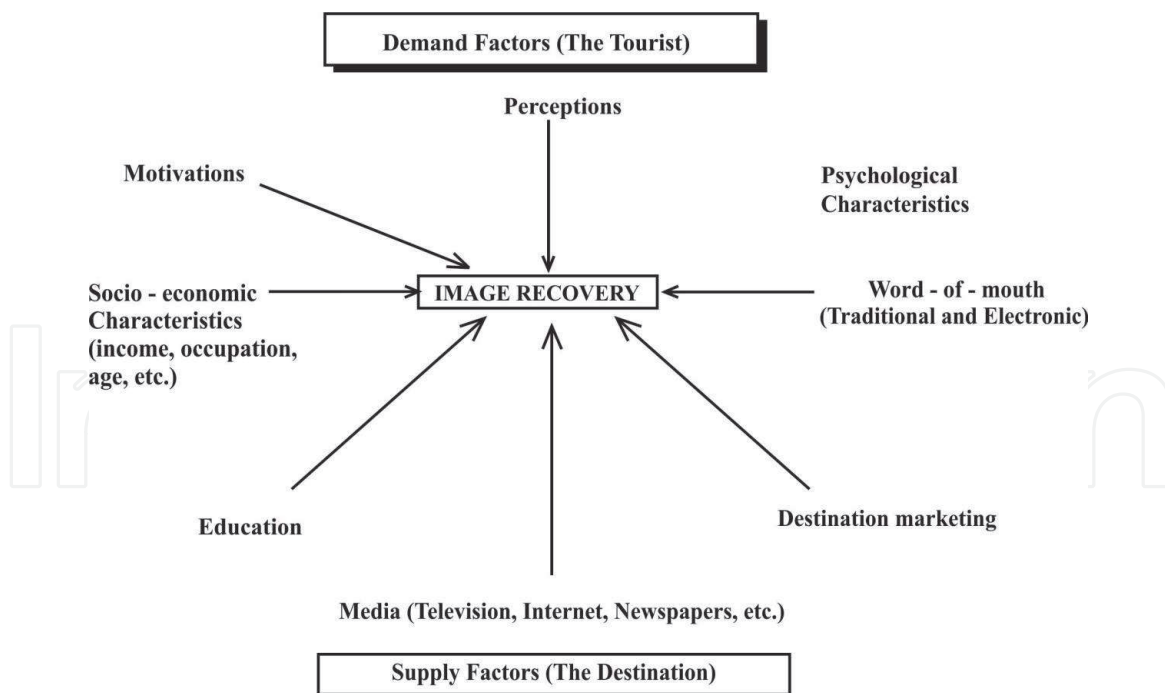 Demand Factors (The Tourist)
Perceptions
Motivations
Psychological
Characteristics
Socio - economic
Characteristics
(income, occupation,
age, etc.)
IMAGE RECOVERY
Word - of - mouth
(Traditional and Electronic)
Education
Destination marketing
Media (Television, Internet, Newspapers, etc.)
Supply Factors (The Destination)